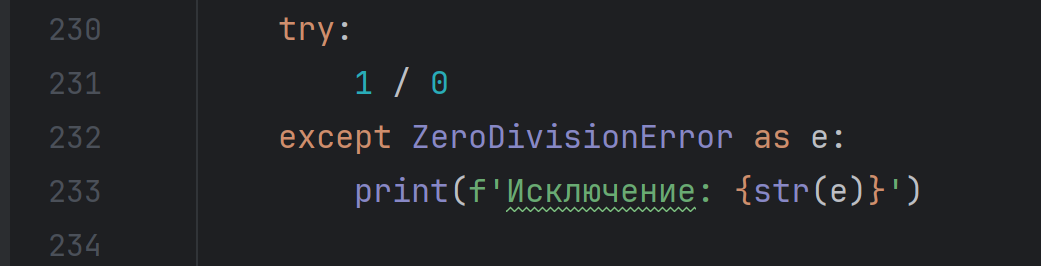 230 try:
231 1 / 0
232 except ZeroDivisionError as e:
233 print(f'Исключение: {str(e)}')
234